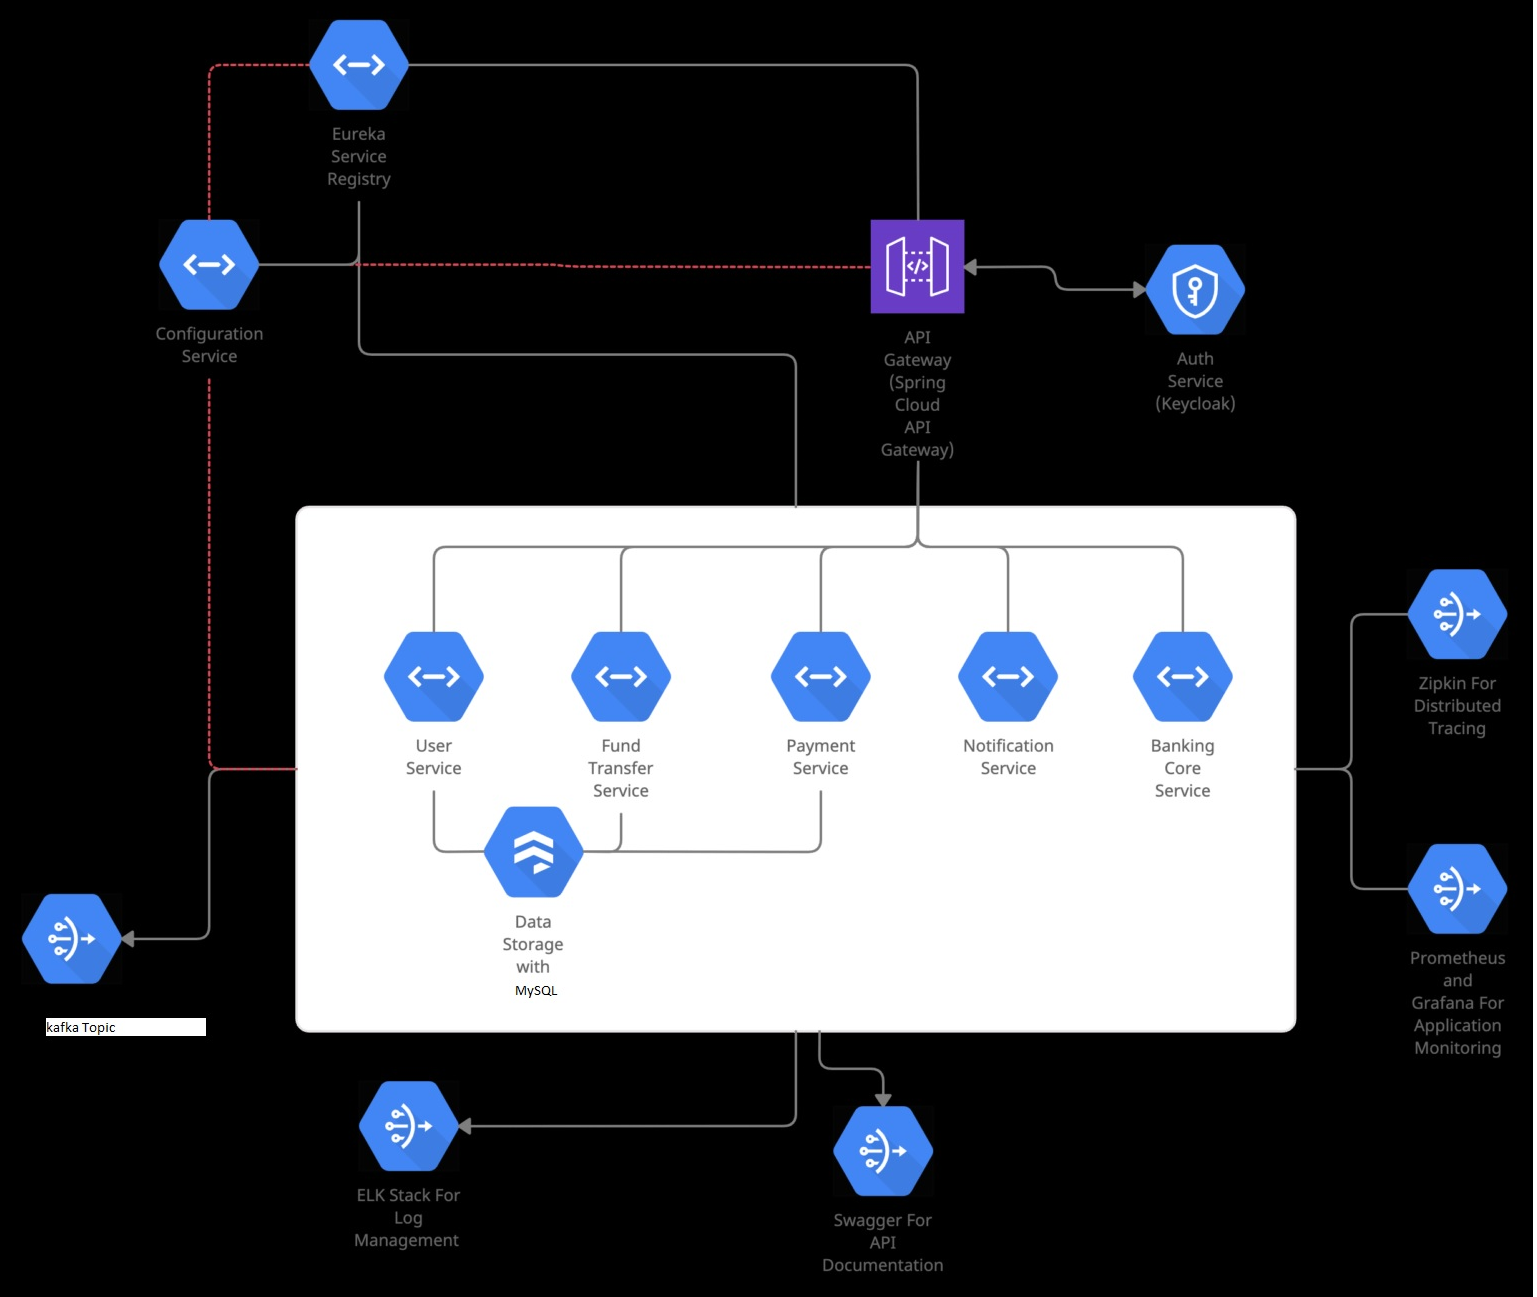 Eureka
Service
Registry
Configuration
Service
API
Gateway
(Spring
Cloud
API
Gateway)
Auth
Service
(Keycloak)
User
Service
Fund
Transfer
Service
Payment
Service
Notification
Service
Banking
Core
Service
Zipkin For
Distributed
Tracing
Data
Storage
with
MySQL
Prometheus
and
Grafana For
Application
Monitoring
kafka Topic
ELK Stack For
Log
Management
Swagger For
API
Documentation